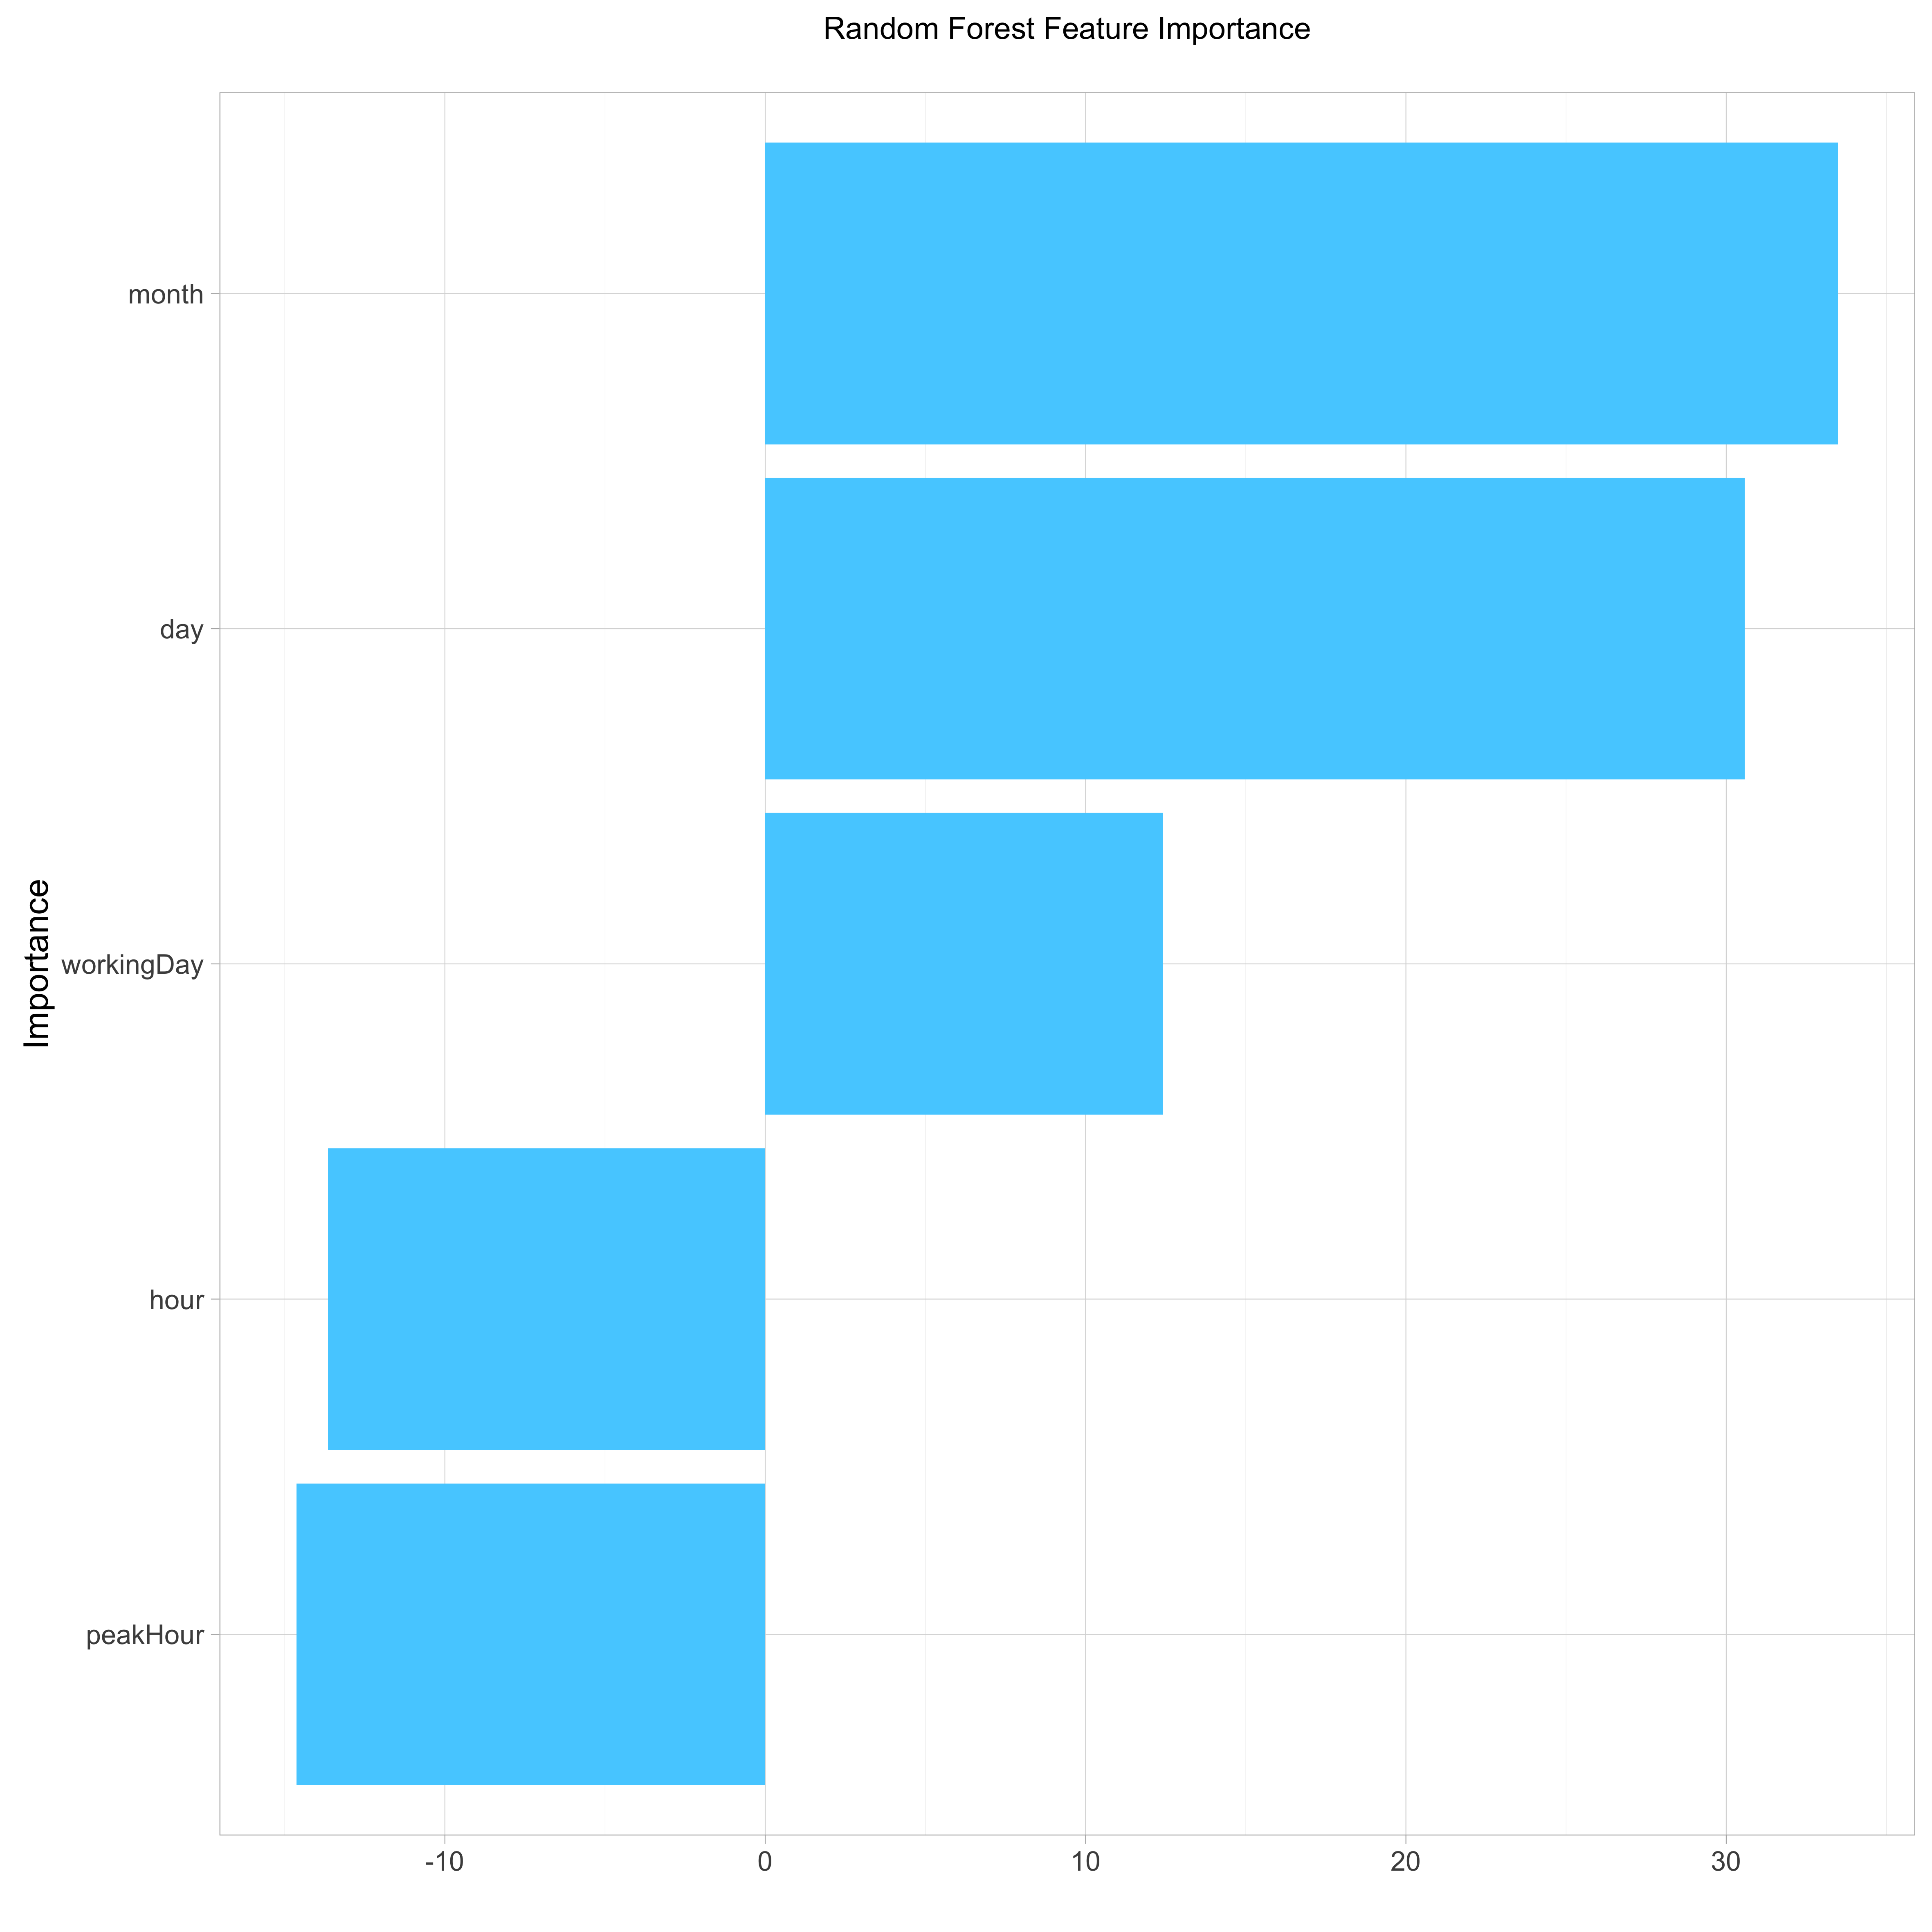 Random Forest Feature Importance
Importance
month
day
workingDay
hour
peakHour
-10 0 10 20 30